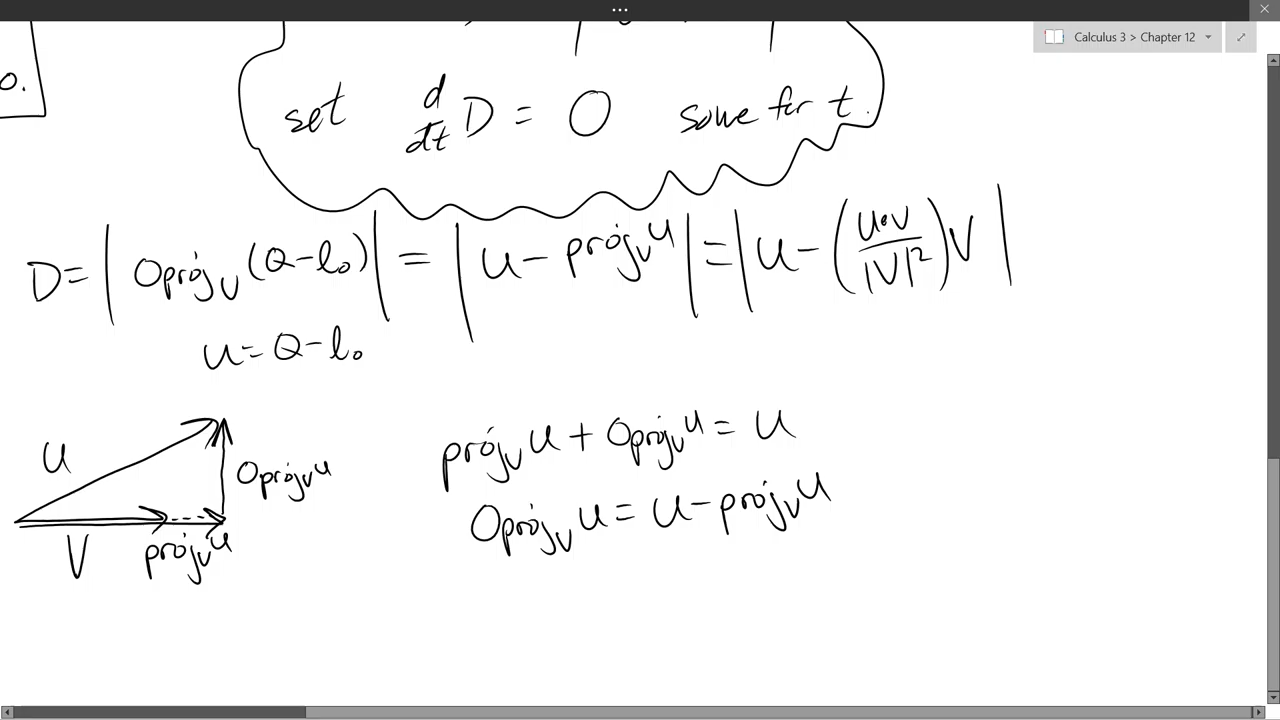 ...
Calculus 3 > Chapter 12
o.
set d/dt D = 0 solve for t.
D = | Oproj_V (Q - l₀) | = | u - proj_V u | = | u - (u•v / |V|²) V |
u = Q - l₀
u
Oproj_V u
V
proj_V u
proj_V u + Oproj_V u = u
Oproj_V u = u - proj_V u